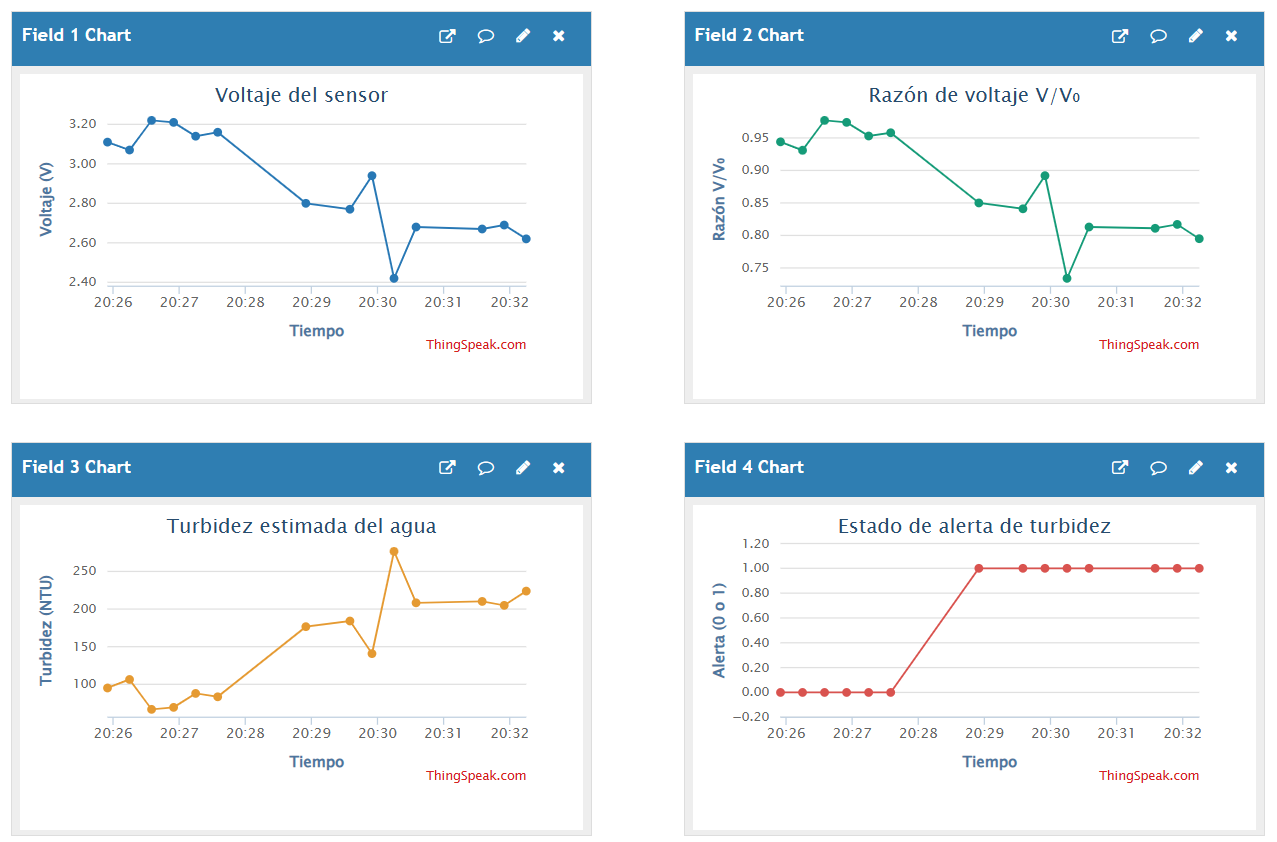 Field 1 Chart
Voltaje del sensor
Voltaje (V)
3.20
3.00
2.80
2.60
2.40
20:26 20:27 20:28 20:29 20:30 20:31 20:32
Tiempo
ThingSpeak.com
Field 2 Chart
Razón de voltaje V/V₀
Razón V/V₀
0.95
0.90
0.85
0.80
0.75
20:26 20:27 20:28 20:29 20:30 20:31 20:32
Tiempo
ThingSpeak.com
Field 3 Chart
Turbidez estimada del agua
Turbidez (NTU)
250
200
150
100
20:26 20:27 20:28 20:29 20:30 20:31 20:32
Tiempo
ThingSpeak.com
Field 4 Chart
Estado de alerta de turbidez
Alerta (0 o 1)
1.20
1.00
0.80
0.60
0.40
0.20
0.00
−0.20
20:26 20:27 20:28 20:29 20:30 20:31 20:32
Tiempo
ThingSpeak.com